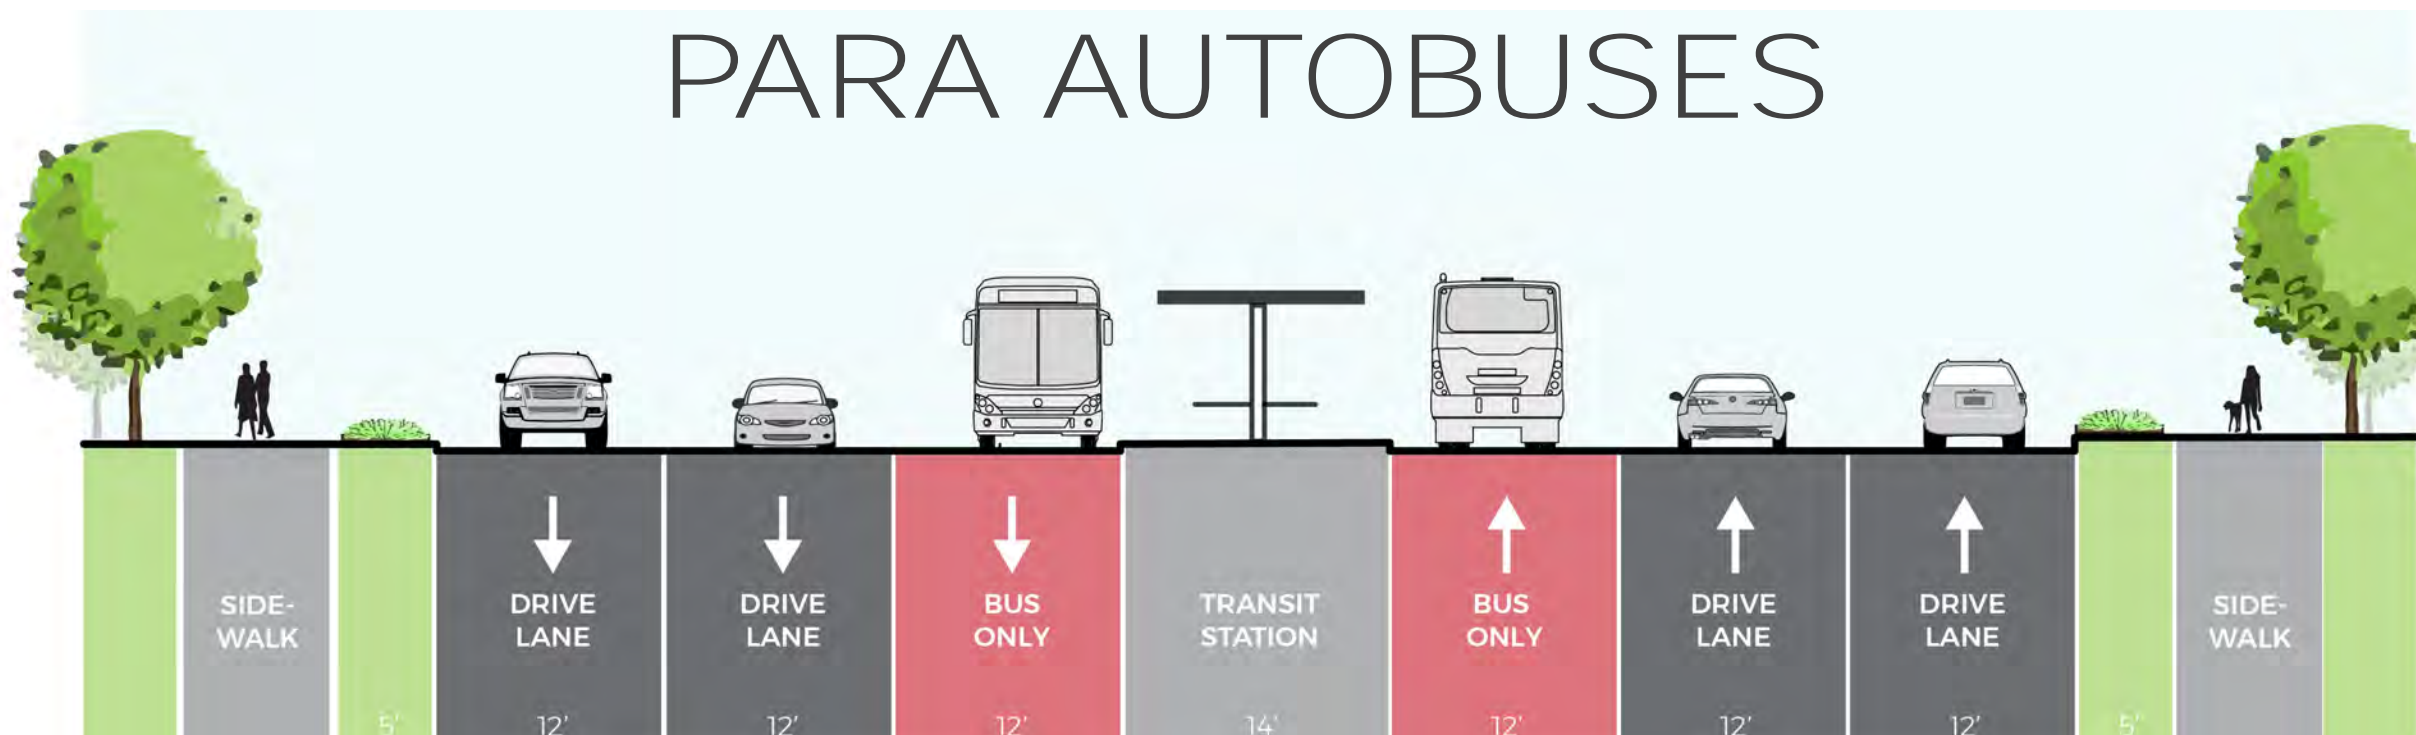 PARA AUTOBUSES
SIDE-
WALK
DRIVE
LANE
DRIVE
LANE
BUS
ONLY
TRANSIT
STATION
BUS
ONLY
DRIVE
LANE
DRIVE
LANE
SIDE-
WALK
5'
12'
12'
12'
14'
12'
12'
12'
5'